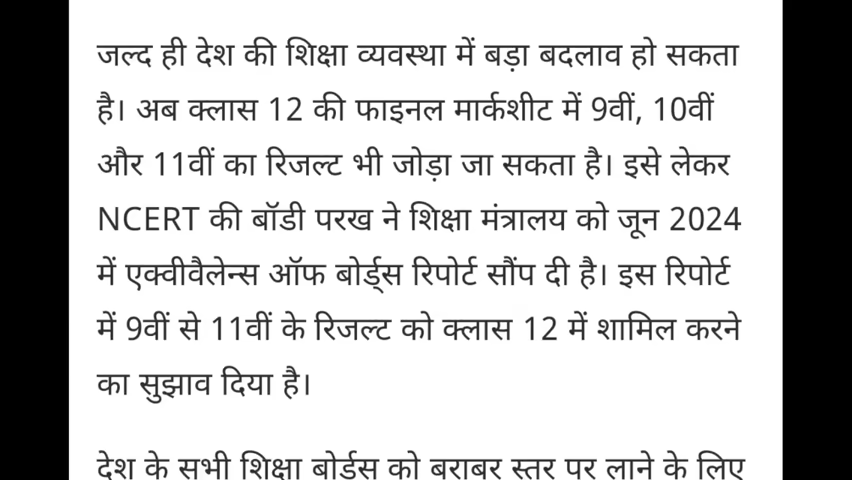 जल्द ही देश की शिक्षा व्यवस्था में बड़ा बदलाव हो सकता
है। अब क्लास 12 की फाइनल मार्कशीट में 9वीं, 10वीं
और 11वीं का रिजल्ट भी जोड़ा जा सकता है। इसे लेकर
NCERT की बॉडी परख ने शिक्षा मंत्रालय को जून 2024
में एक्वीवैलेन्स ऑफ बोर्ड्स रिपोर्ट सौंप दी है। इस रिपोर्ट
में 9वीं से 11वीं के रिजल्ट को क्लास 12 में शामिल करने
का सुझाव दिया है।
देश के सभी शिक्षा बोर्डस को बराबर स्तर पर लाने के लिए